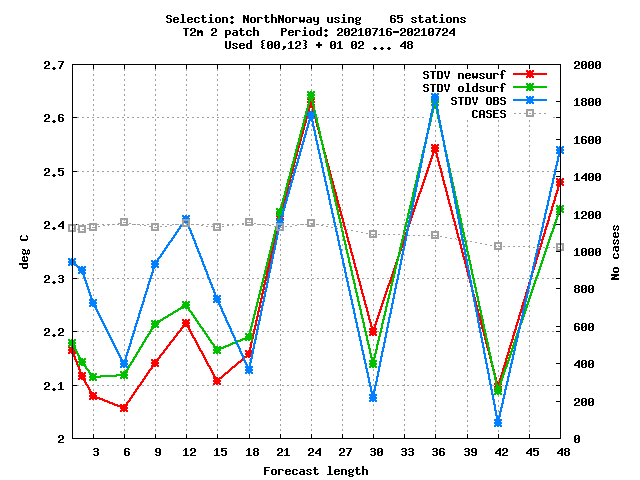 Selection: NorthNorway using    65 stations
T2m 2 patch   Period: 20210716-20210724
Used {00,12} + 01 02 ... 48
STDV newsurf
STDV oldsurf
STDV OBS
CASES
2.7
2.6
2.5
2.4
2.3
2.2
2.1
2
deg C
2000
1800
1600
1400
1200
1000
800
600
400
200
0
No cases
3 6 9 12 15 18 21 24 27 30 33 36 39 42 45 48
Forecast length